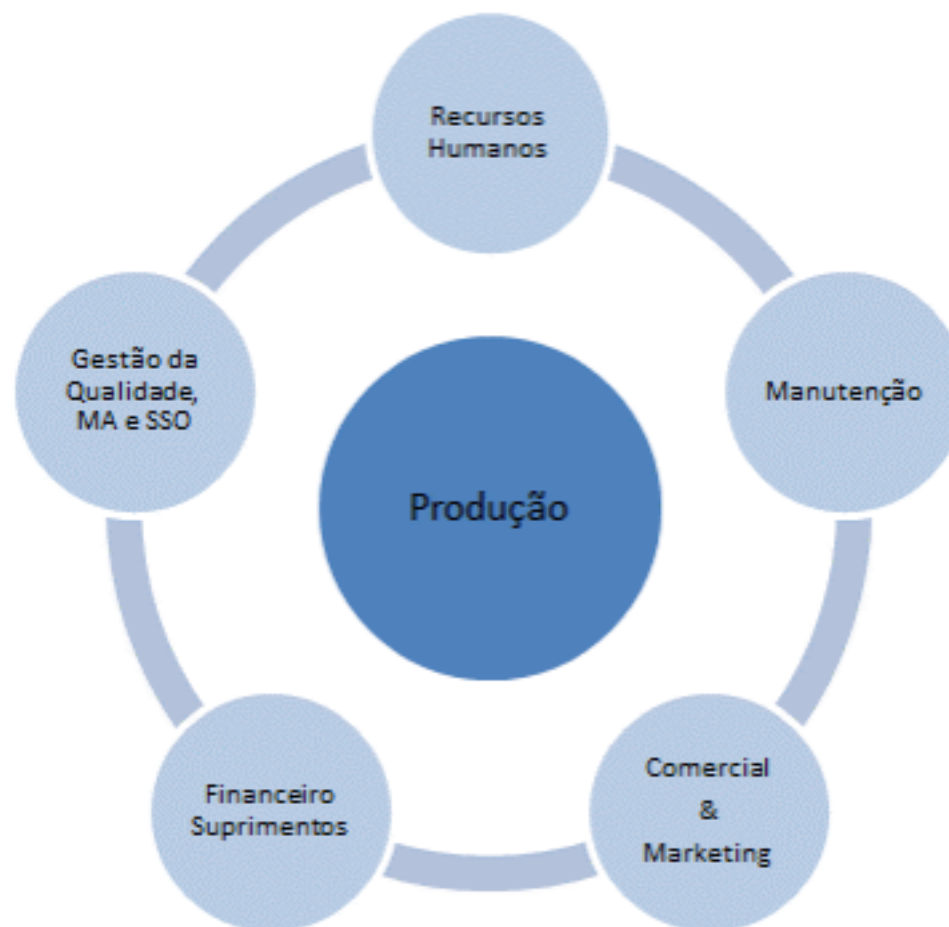 Recursos
Humanos
Gestão da
Qualidade,
MA e SSO
Manutenção
Produção
Financeiro
Suprimentos
Comercial
&
Marketing